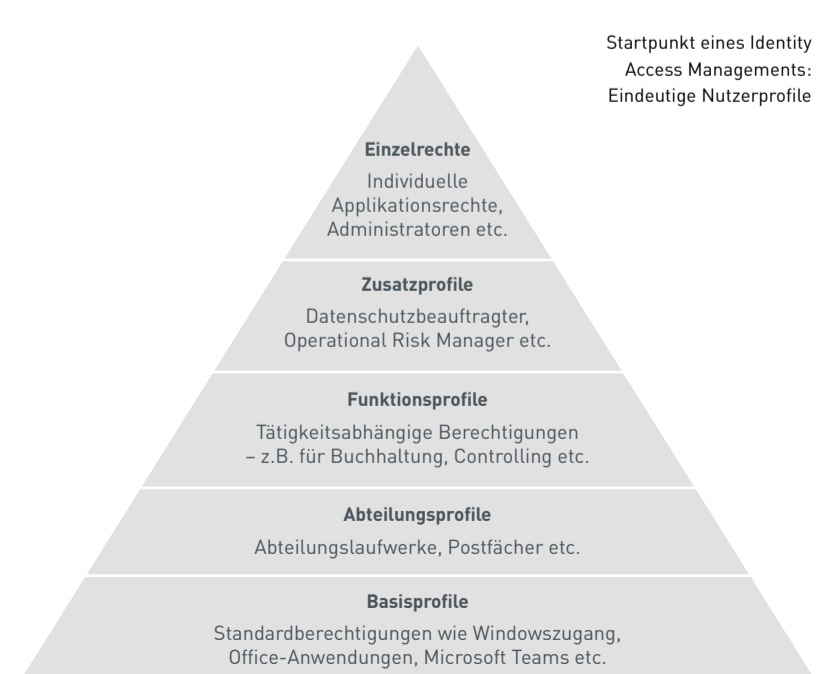 Startpunkt eines Identity
Access Managements:
Eindeutige Nutzerprofile
Einzelrechte
Individuelle
Applikationsrechte,
Administratoren etc.
Zusatzprofile
Datenschutzbeauftragter,
Operational Risk Manager etc.
Funktionsprofile
Tätigkeitsabhängige Berechtigungen
– z.B. für Buchhaltung, Controlling etc.
Abteilungsprofile
Abteilungslaufwerke, Postfächer etc.
Basisprofile
Standardberechtigungen wie Windowszugang,
Office-Anwendungen, Microsoft Teams etc.